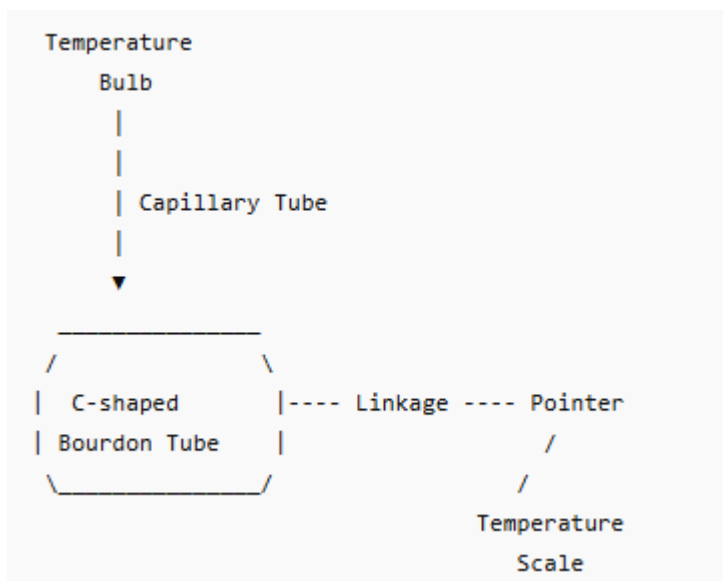 Temperature
Bulb
Capillary Tube
C-shaped ---- Linkage ---- Pointer
Bourdon Tube
Temperature
Scale